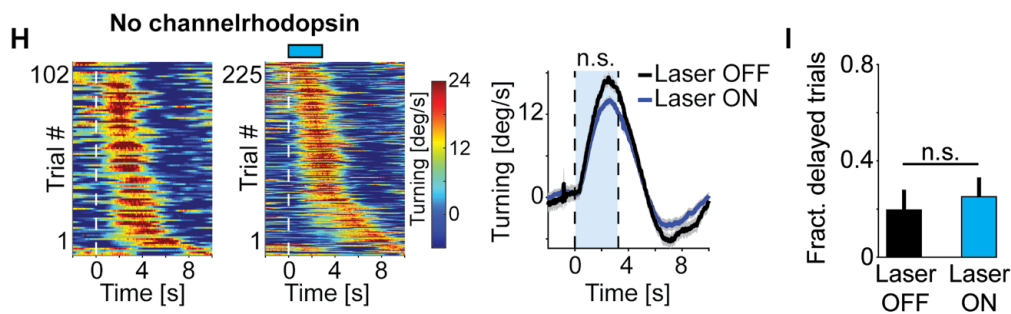 H
No channelrhodopsin
102
Trial #
1
0 4 8
Time [s]
225
Trial #
1
0 4 8
Time [s]
24
12
0
Turning [deg/s]
n.s.
Laser OFF
Laser ON
12
0
Turning [deg/s]
0 4 8
Time [s]
I
0.8
0.4
0
Fract. delayed trials
n.s.
Laser OFF
Laser ON